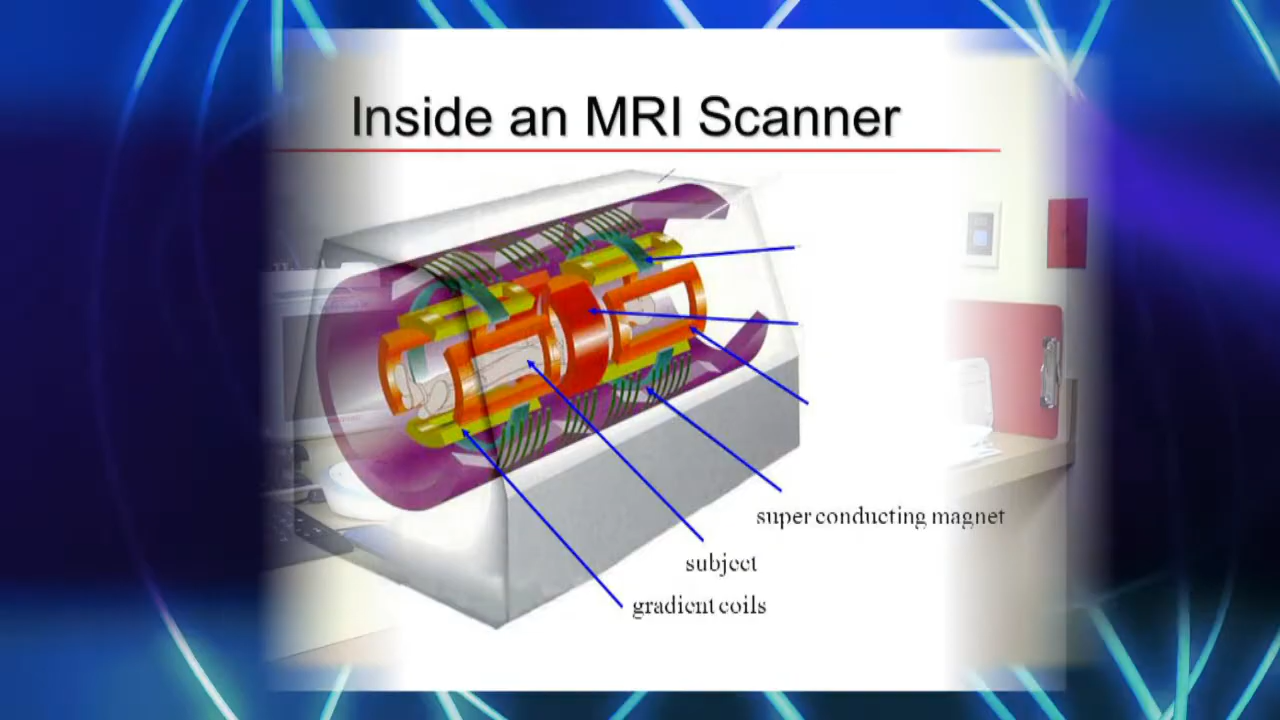 Inside an MRI Scanner
super conducting magnet
subject
gradient coils